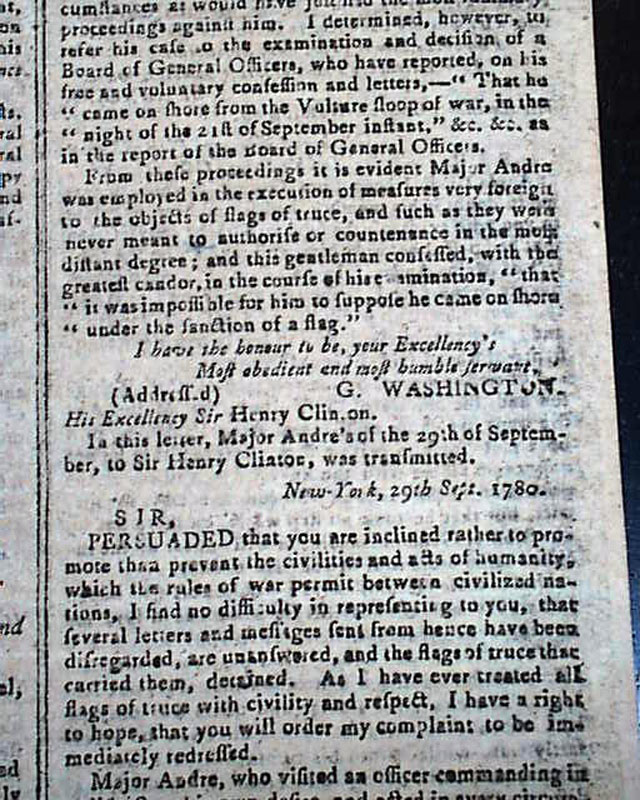 cumstances as would have justified the most summary
proceedings against him. I determined, however, to
refer his caſe to the examination and deciſion of a
Board of General Officers, who have reported, on his
free and voluntary confeſſion and letters,—“ That he
“ came on ſhore from the Vulture ſloop of war, in the
“ night of the 21ſt of September inſtant,” &c. &c. as
in the report of the Board of General Officers.
From theſe proceedings it is evident Major Andre
was employed in the execution of meaſures very foreign
to the objects of flags of truce, and ſuch as they were
never meant to authoriſe or countenance in the moſt
diſtant degree ; and this gentleman confeſſed, with the
greateſt candor, in the courſe of his examination, “ that
“ it was impoſſible for him to ſuppoſe he came on ſhore
“ under the ſanction of a flag.”
I have the honour to be, your Excellency's
Moſt obedient and moſt humble ſervant,
(Addreſſ.d) G. WASHINGTON.
His Excellency Sir Henry Clin.on.
In this letter, Major Andre's of the 29th of Septem-
ber, to Sir Henry Clinton, was tranſmitted.
New-York, 29th Sept. 1780.
SIR,
PERSUADED that you are inclined rather to pro-
mote than prevent the civilities and acts of humanity,
which the rules of war permit between civilized na-
tions, I find no difficulty in repreſenting to you, that
ſeveral letters and meſſages ſent from hence have been
diſregarded, are unanſwered, and the flags of truce that
carried them, detained. As I have ever treated all
flags of truce with civility and reſpect, I have a right
to hope, that you will order my complaint to be im-
mediately redreſſed.
Major Andre, who viſited an officer commanding in